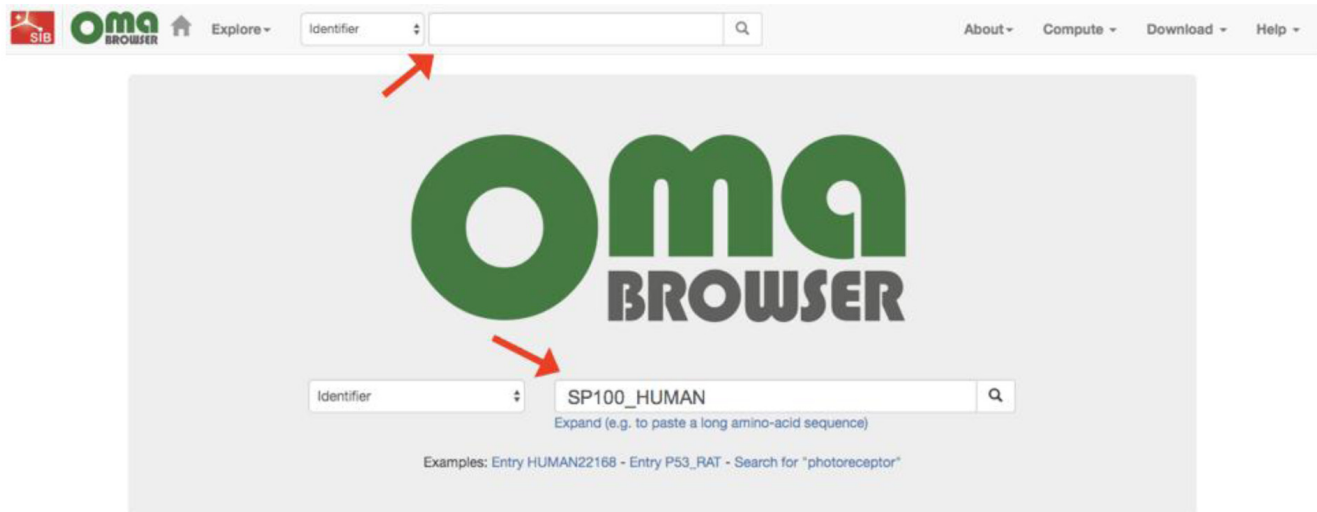 SIB OMA BROWSER Explore Identifier About Compute Download Help
oma
BROWSER
Identifier SP100_HUMAN
Expand (e.g. to paste a long amino-acid sequence)
Examples: Entry HUMAN22168 - Entry P53_RAT - Search for "photoreceptor"